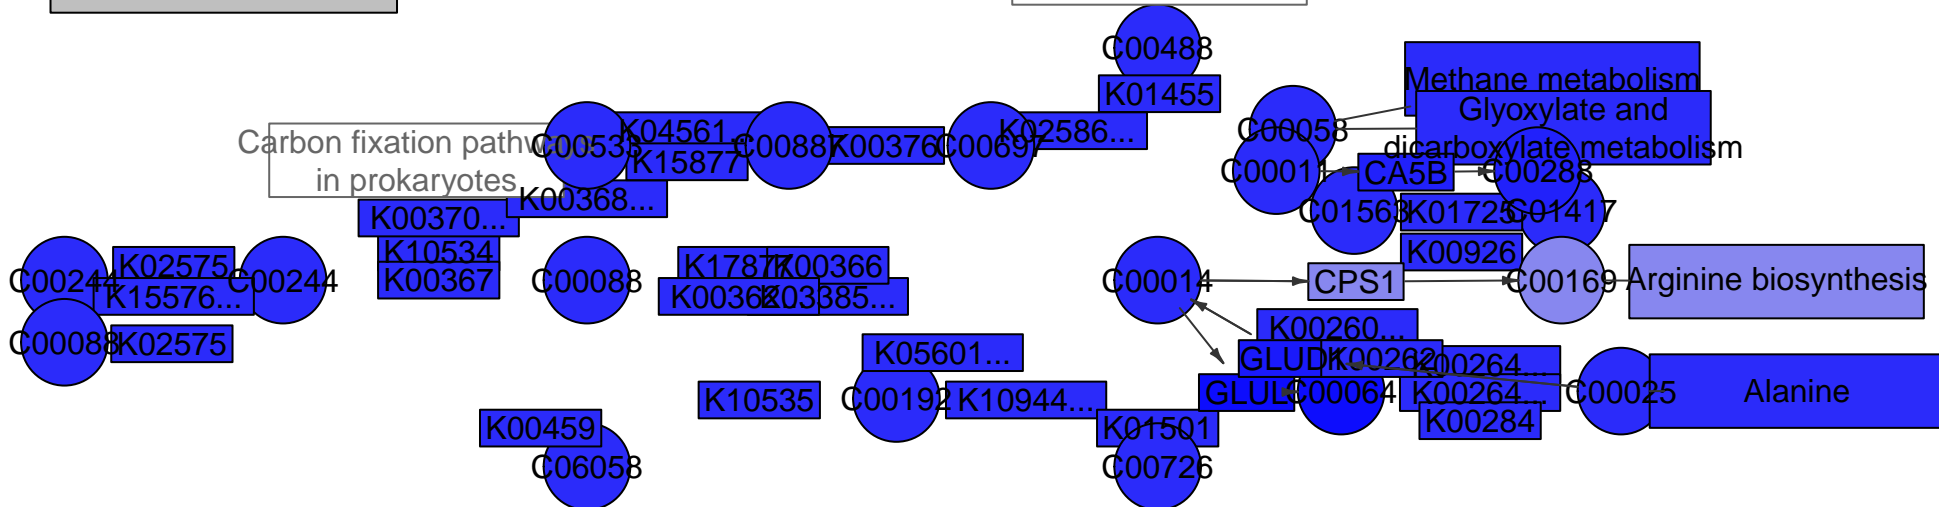 C00488
Methane metabolism
K01455
Glyoxylate and
dicarboxylate metabolism
C00058
Carbon fixation pathways
in prokaryotes
C00533
K04561...
K15877
C00887
K00376
C00697
K02586...
C00011
CA5B
C00288
C01563
K01725
C01417
K00368...
K00370...
K10534
K00367
K00926
C00244
K02575
K15576...
C00244
C00088
K00366
K03385...
C00014
CPS1
C00169
Arginine biosynthesis
C00088
K02575
K00260...
K05601...
K00262
K00264...
K10535
C00192
K10944...
GLUL
C00064
K00264...
C00025
Alanine
K00459
K01501
K00284
C06058
C00726